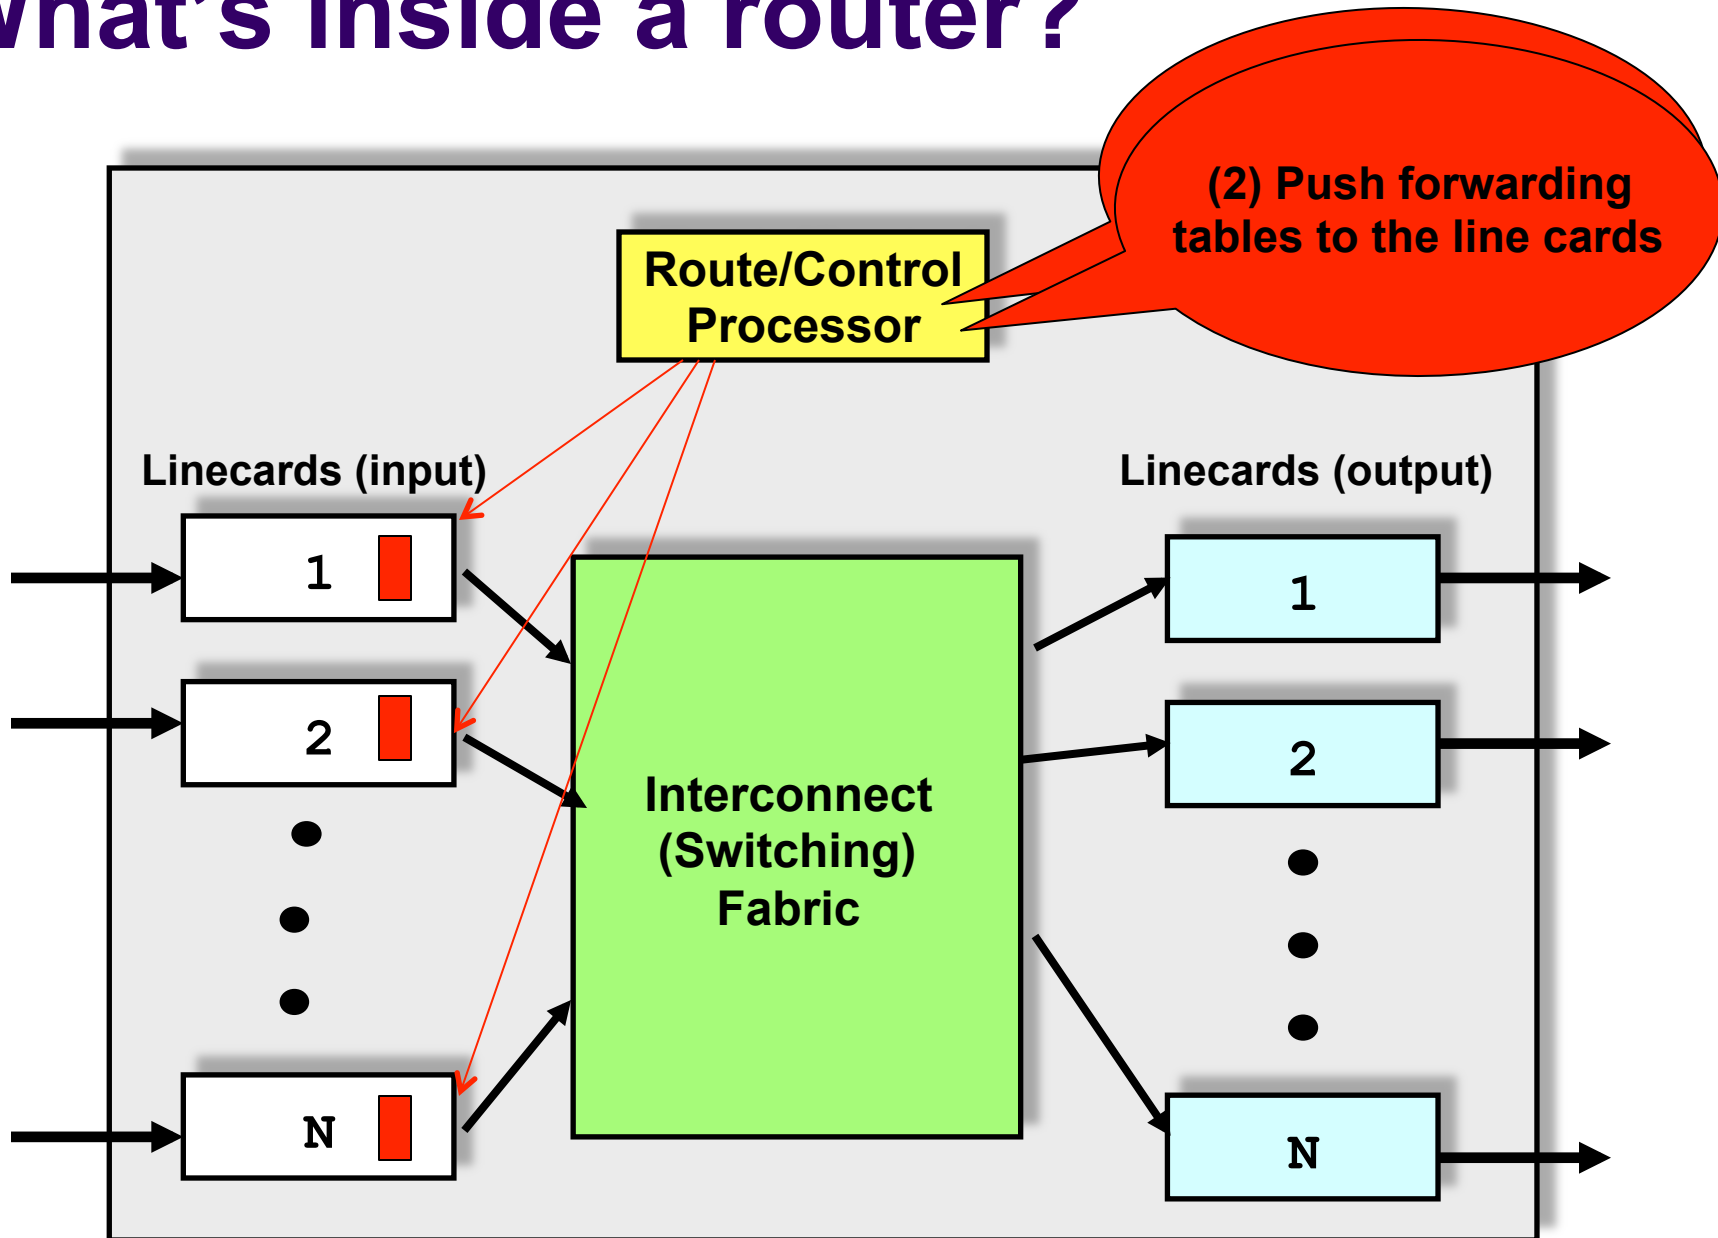 What's inside a router?
(2) Push forwarding
tables to the line cards
Route/Control
Processor
Linecards (input)
Linecards (output)
1
1
2
2
Interconnect
(Switching)
Fabric
N
N